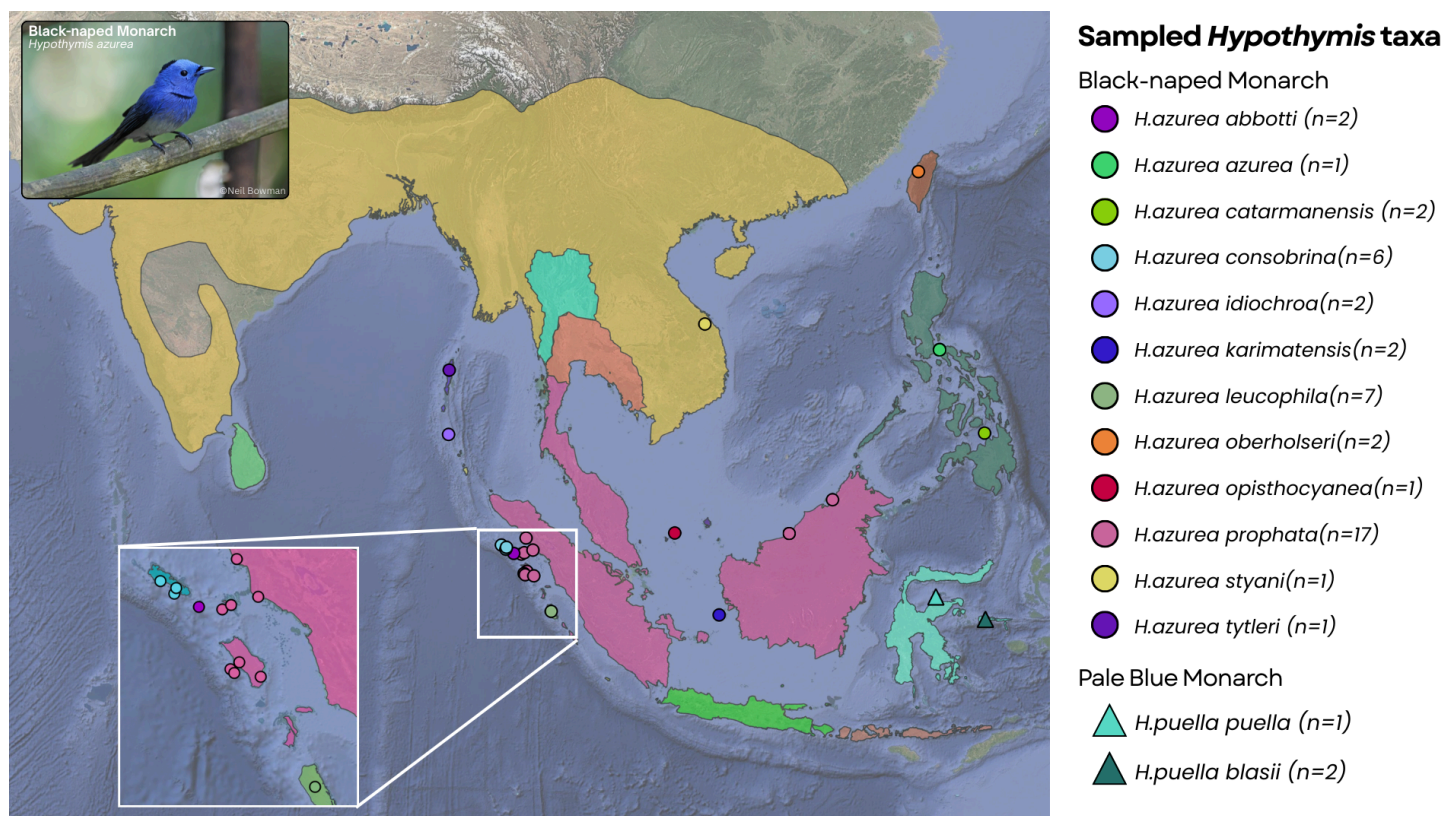 Black-naped Monarch
Hypothymis azurea
©Neil Bowman
Sampled Hypothymis taxa
Black-naped Monarch
H.azurea abbotti (n=2)
H.azurea azurea (n=1)
H.azurea catarmanensis (n=2)
H.azurea consobrina(n=6)
H.azurea idiochroa(n=2)
H.azurea karimatensis(n=2)
H.azurea leucophila(n=7)
H.azurea oberholseri(n=2)
H.azurea opisthocyanea(n=1)
H.azurea prophata(n=17)
H.azurea styani(n=1)
H.azurea tytleri (n=1)
Pale Blue Monarch
H.puella puella (n=1)
H.puella blasii (n=2)